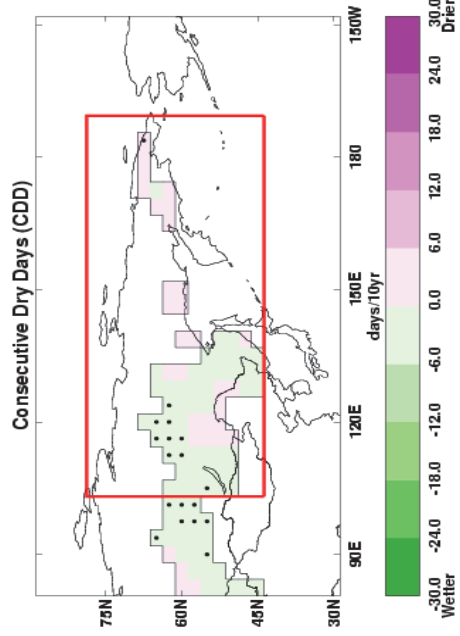 Consecutive Dry Days (CDD)
75N
60N
45N
30N
90E
120E
150E
180
150W
days/10yr
-30.0
-24.0
-18.0
-12.0
-6.0
0.0
6.0
12.0
18.0
24.0
30.0
Wetter
Drier